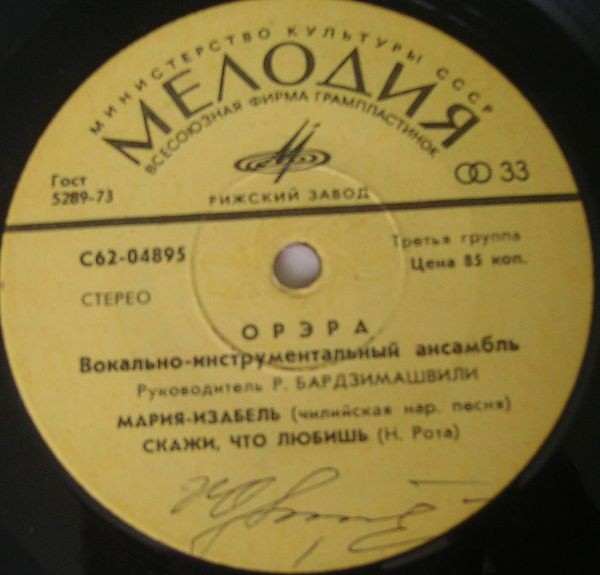 МИНИСТЕРСТВО КУЛЬТУРЫ СССР
МЕЛОДИЯ
ВСЕСОЮЗНАЯ ФИРМА ГРАМПЛАСТИНОК
Гост
5289-73
33
РИЖСКИЙ ЗАВОД
С62-04895
Третья группа
Цена 85 коп.
СТЕРЕО
ОРЭРА
Вокально-инструментальный ансамбль
Руководитель Р. БАРДЗИМАШВИЛИ
МАРИЯ-ИЗАБЕЛЬ (чилийская нар. песня)
СКАЖИ, ЧТО ЛЮБИШЬ (Н. Рота)